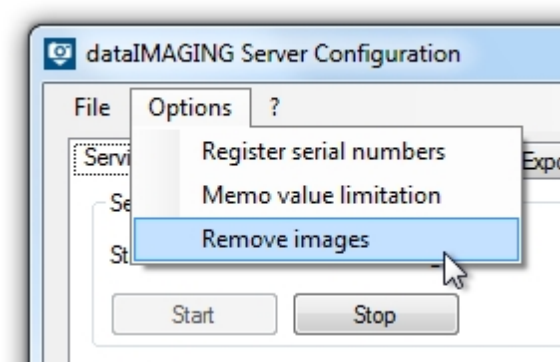 dataIMAGING Server Configuration
File Options ?
Register serial numbers
Memo value limitation
Remove images
Start Stop